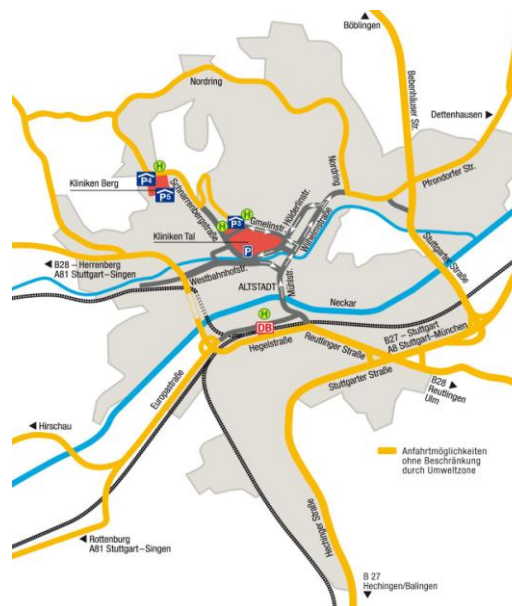 Böblingen
Nordring
Bebenhäuser Str.
Dettenhausen
Nordring
Pfrondorfer Str.
H
P4
P5
Kliniken Berg
Schnarrenbergstraße
H
H
P3
Gmelinstr.
Hölderlinstr.
Wilhelmstraße
Kliniken Tal
P
Stuttgarter Straße
B28 – Herrenberg
A81 Stuttgart–Singen
Westbahnhofstr.
ALTSTADT
Mühlstr.
Neckar
H
DB
Hegelstraße
Reutlinger Straße
B27 – Stuttgart
A8 Stuttgart–München
Stuttgarter Straße
B28
Reutlingen
Ulm
Europastraße
Hirschau
Anfahrtmöglichkeiten
ohne Beschränkung
durch Umweltzone
Hechinger Straße
Rottenburg
A81 Stuttgart–Singen
B 27
Hechingen/Balingen